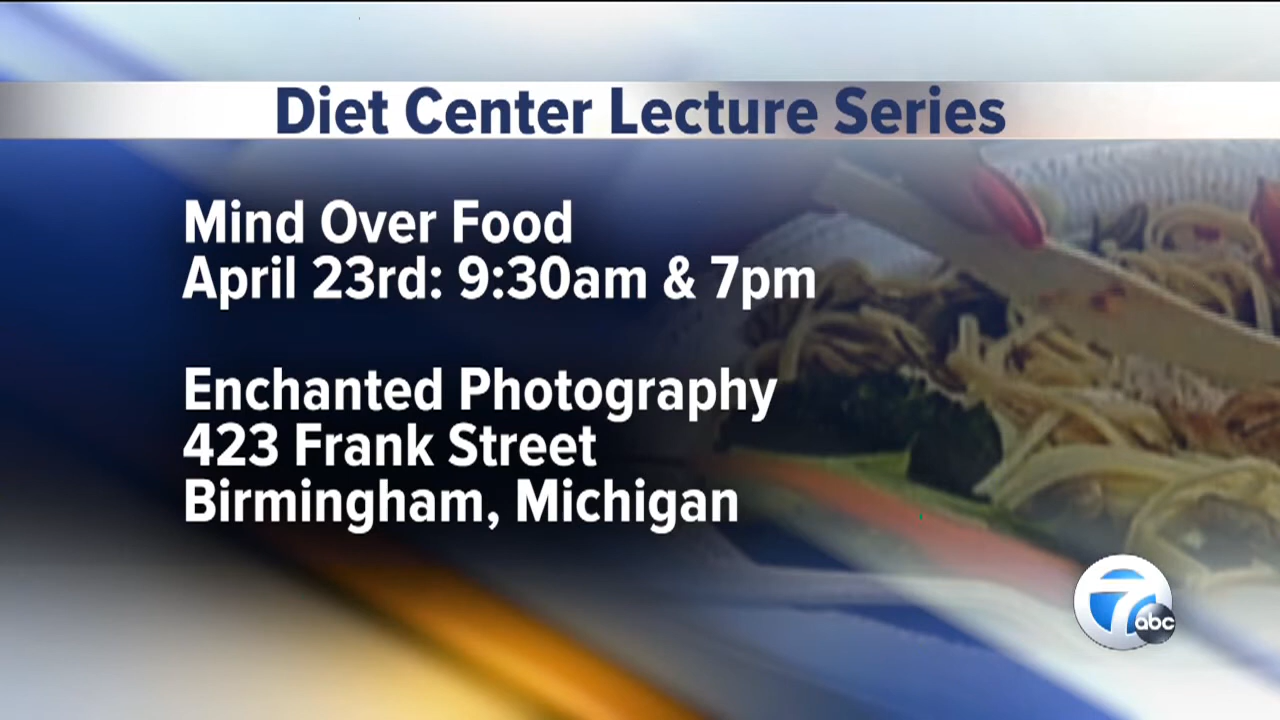 Diet Center Lecture Series
Mind Over Food
April 23rd: 9:30am & 7pm
Enchanted Photography
423 Frank Street
Birmingham, Michigan
7
abc